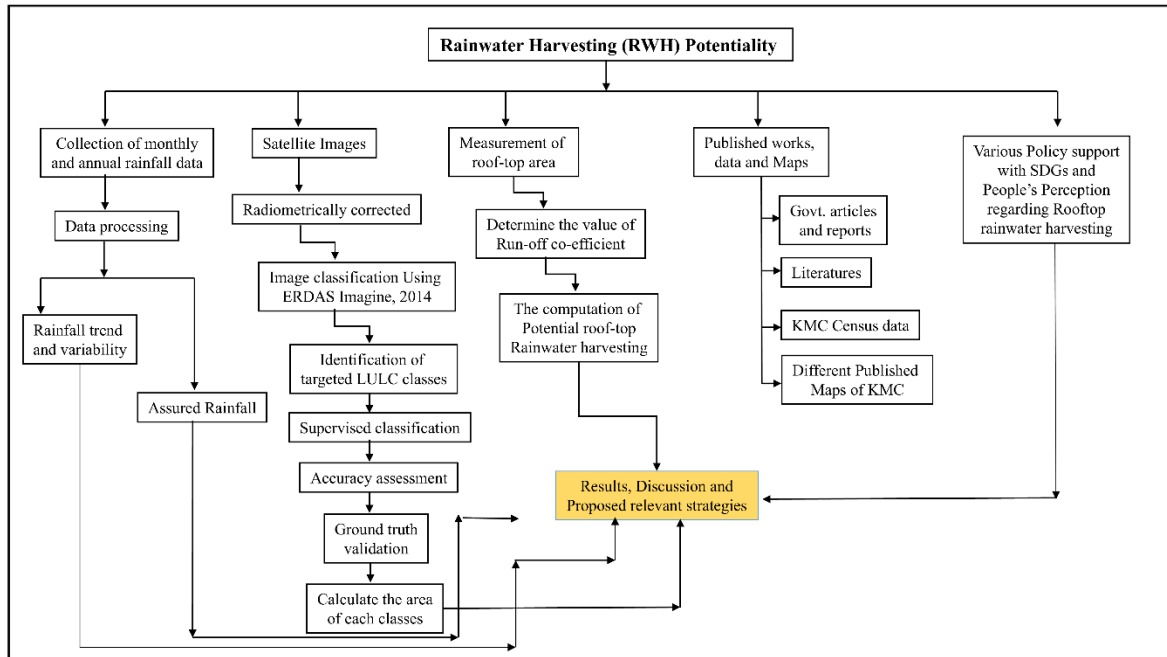 Rainwater Harvesting (RWH) Potentiality
Collection of monthly
and annual rainfall data
Data processing
Rainfall trend
and variability
Assured Rainfall
Satellite Images
Radiometrically corrected
Image classification Using
ERDAS Imagine, 2014
Identification of
targeted LULC classes
Supervised classification
Accuracy assessment
Ground truth
validation
Calculate the area
of each classes
Measurement of
roof-top area
Determine the value of
Run-off co-efficient
The computation of
Potential roof-top
Rainwater harvesting
Published works,
data and Maps
Govt. articles
and reports
Literatures
KMC Census data
Different Published
Maps of KMC
Various Policy support
with SDGs and
People’s Perception
regarding Rooftop
rainwater harvesting
Results, Discussion and
Proposed relevant strategies